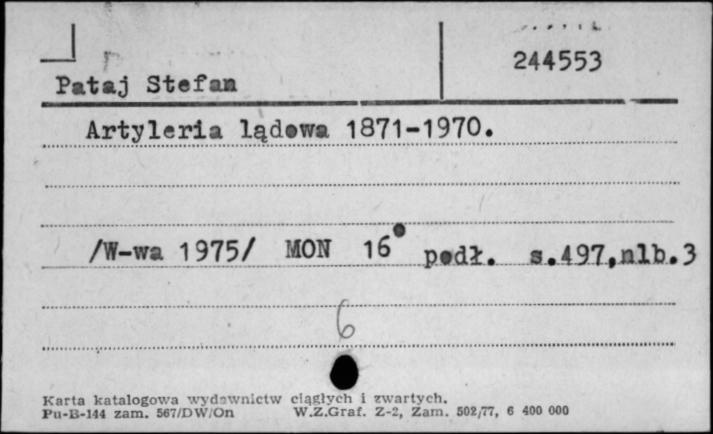 244553
Pataj Stefan
Artyleria lądowa 1871-1970.
/W-wa 1975/ MON 16° podł. s.497,nlb.3
6
Karta katalogowa wydawnictw ciągłych i zwartych.
Pu-B-144 zam. 567/DW/On W.Z.Graf. Z-2, Zam. 502/77, 6 400 000